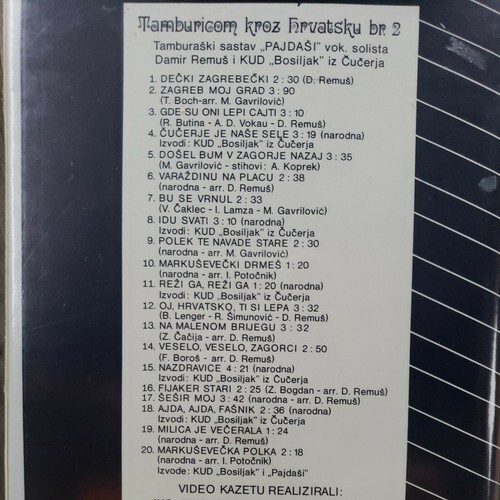 Tamburicom kroz hrvatsku br. 2
Tamburaški sastav „PAJDAŠI" vok. solista
Damir Remuš i KUD „Bosiljak" iz Čučerja
1. DEČKI ZAGREBEČKI 2 : 30 (D. Remuš)
2. ZAGREB MOJ GRAD 3 : 90
(T. Boch-arr. M. Gavrilović)
3. GDE SU ONI LEPI CAJTI 3 : 10
(R. Butina - A. D. Vokau - D. Remuš)
4. ČUČERJE JE NAŠE SELE 3 : 19 (narodna)
Izvodi: KUD „Bosiljak" iz Čučerja
5. DOŠEL BUM V ZAGORJE NAZAJ 3 : 35
(M. Gavrilović - stihovi: A. Koprek)
6. VARAŽDINU NA PLACU 2 : 38
(narodna - arr. D. Remuš)
7. BU SE VRNUL 2 : 33
(V. Čaklec - I. Lamza - M. Gavrilović)
8. IDU SVATI 3 : 10 (narodna)
Izvodi: KUD „Bosiljak" iz Čučerja
9. POLEK TE NAVADE STARE 2 : 30
(narodna - arr. M. Gavrilović)
10. MARKUŠEVEČKI DRMEŠ 1 : 20
(narodna - arr. I. Potočnik)
11. REŽI GA, REŽI GA 1 : 20 (narodna)
Izvodi: KUD „Bosiljak" iz Čučerja
12. OJ, HRVATSKO, TI SI LEPA 3 : 32
(B. Lenger - R. Šimunović - D. Remuš)
13. NA MALENOM BRIJEGU 3 : 32
(Z. Čačija - arr. D. Remuš)
14. VESELO, VESELO, ZAGORCI 2 : 50
(F. Boroš - arr. D. Remuš)
15. NAZDRAVICE 4 : 21 (narodna)
Izvodi: KUD „Bosiljak" iz Čučerja
16. FIJAKER STARI 2 : 25 (Z. Bogdan - arr. D. Remuš)
17. ŠEŠIR MOJ 3 : 42 (narodna - arr. D. Remuš)
18. AJDA, AJDA, FAŠNIK 2 : 36 (narodna)
Izvodi: KUD „Bosiljak" iz Čučerja
19. MILICA JE VEČERALA 1 : 24
(narodna - arr. D. Remuš)
20. MARKUŠEVEČKA POLKA 2 : 18
(narodna - arr. I. Potočnik)
Izvode: KUD „Bosiljak" i „Pajdaši"
VIDEO KAZETU REALIZIRALI: